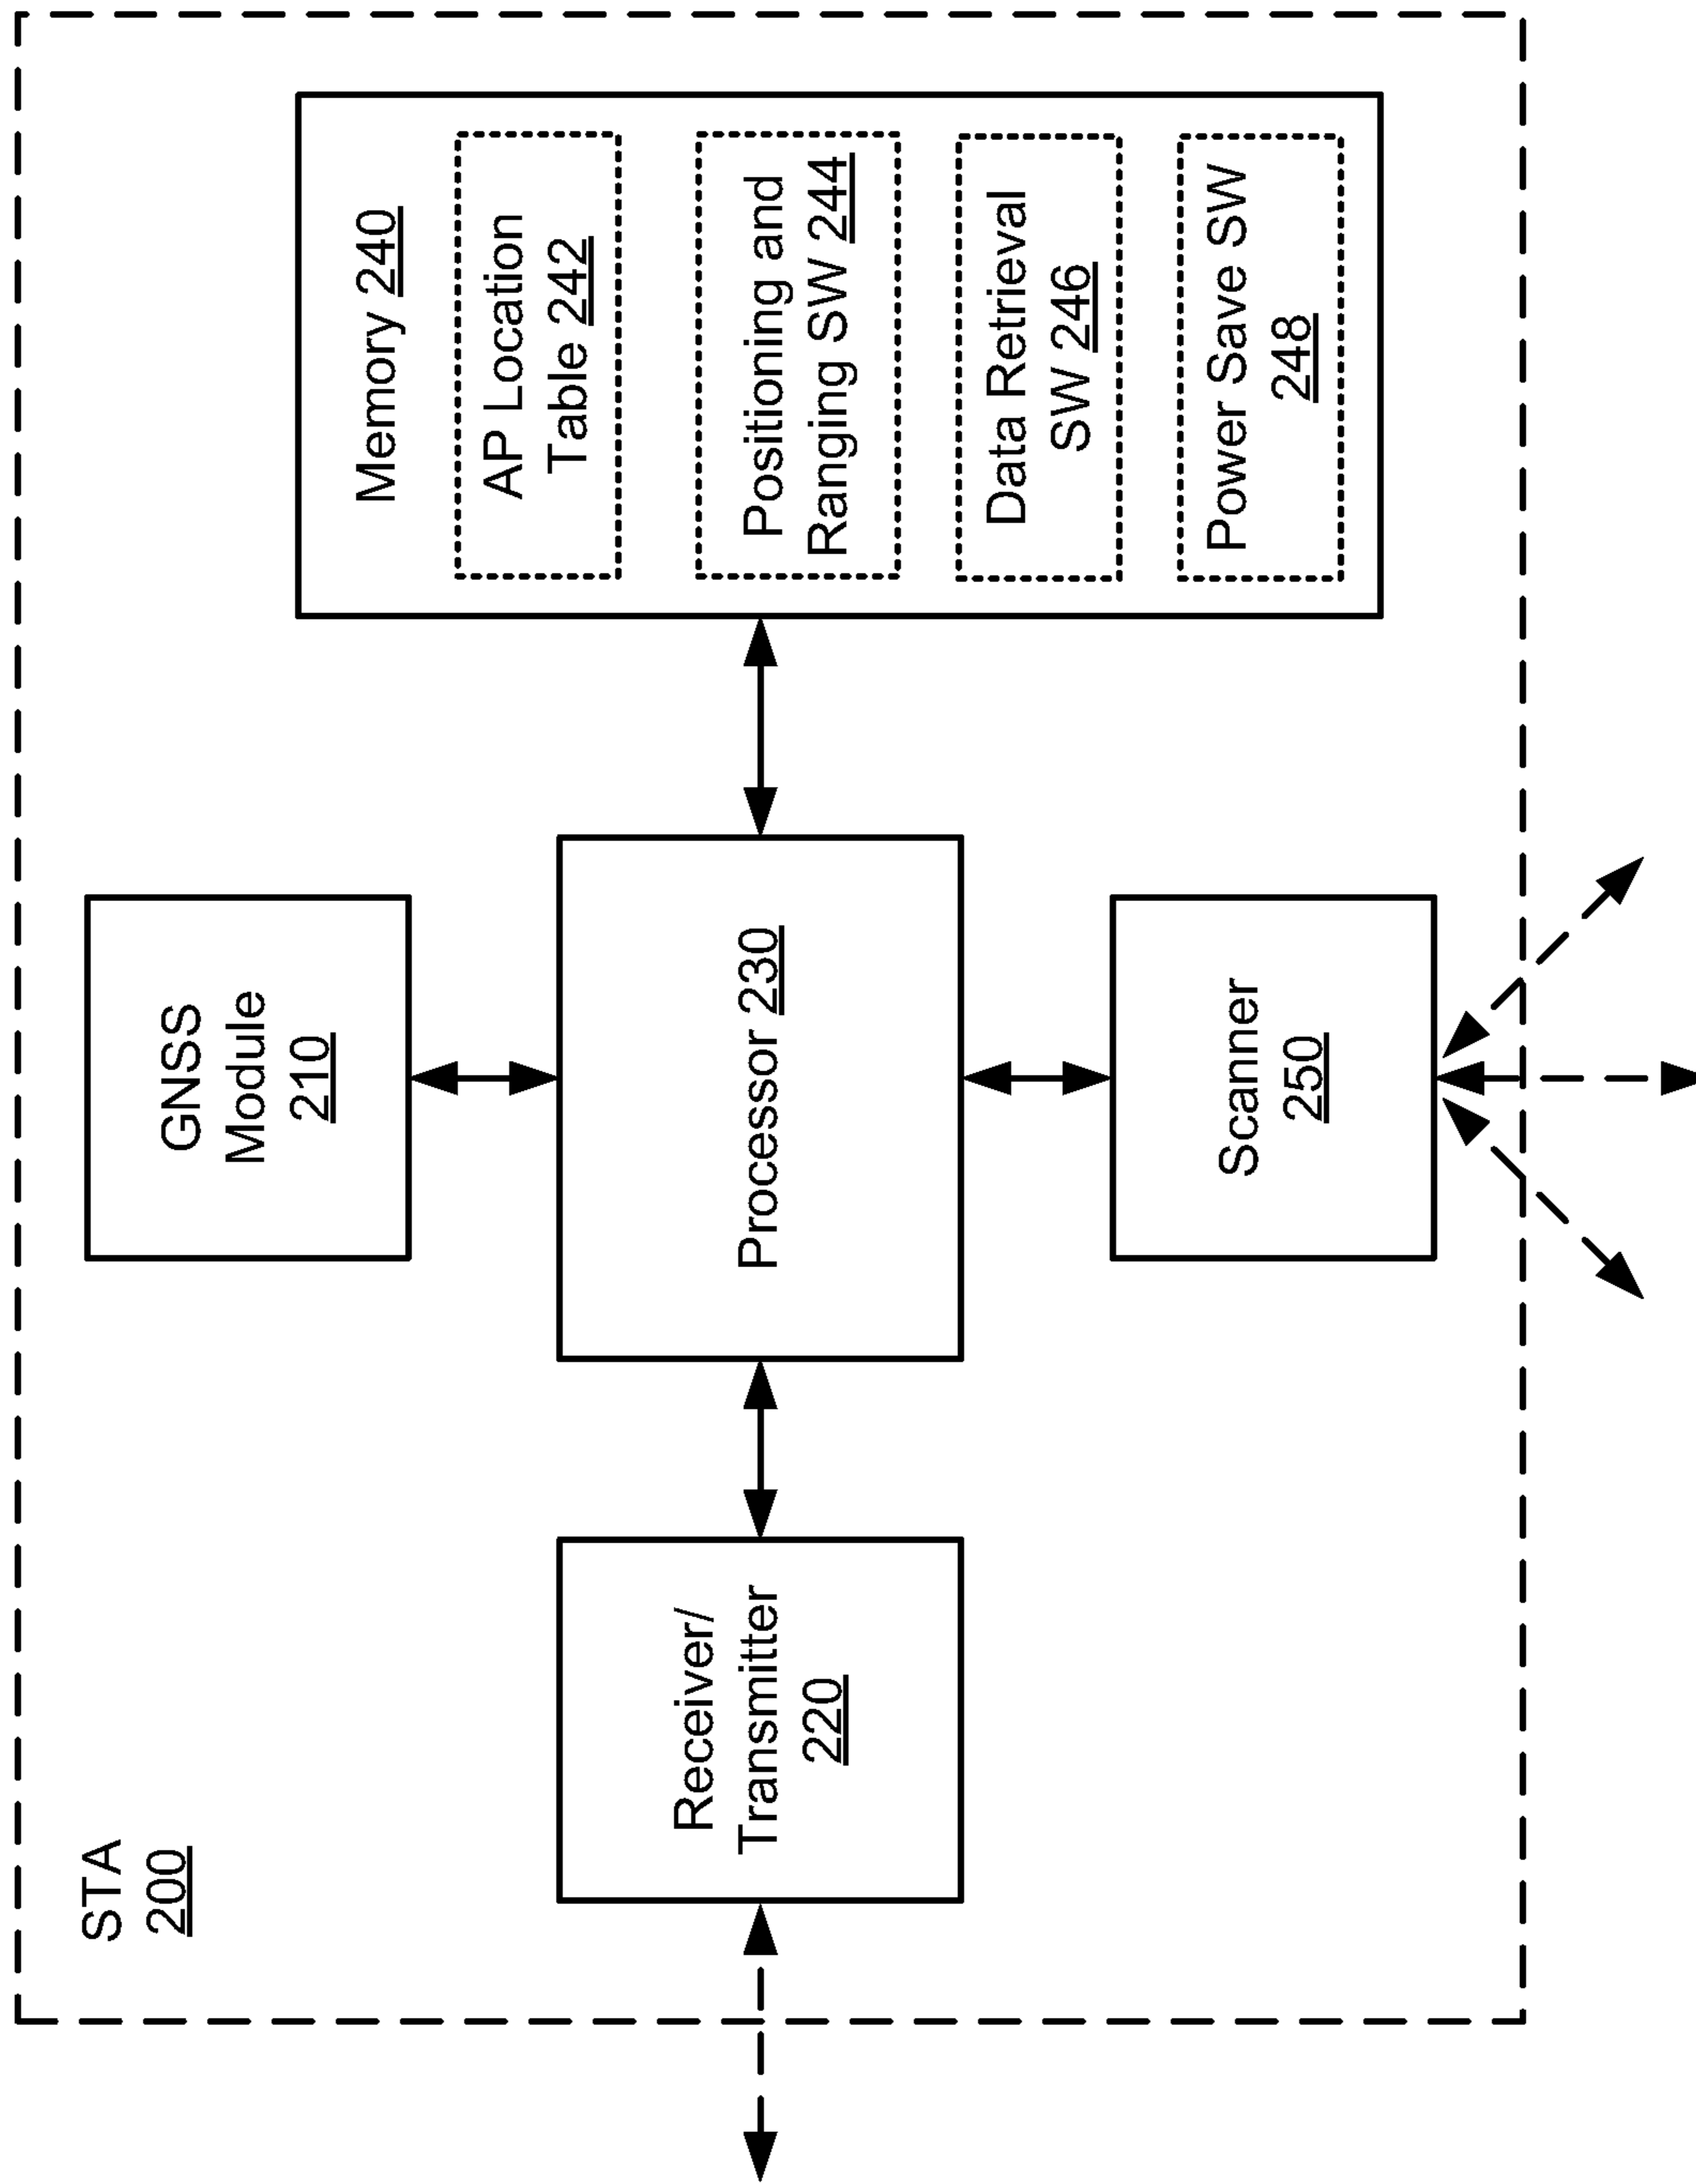 STA
200
GNSS
Module
210
Receiver/
Transmitter
220
Processor 230
Memory 240
AP Location
Table 242
Positioning and
Ranging SW 244
Data Retrieval
SW 246
Power Save SW
248
Scanner
250